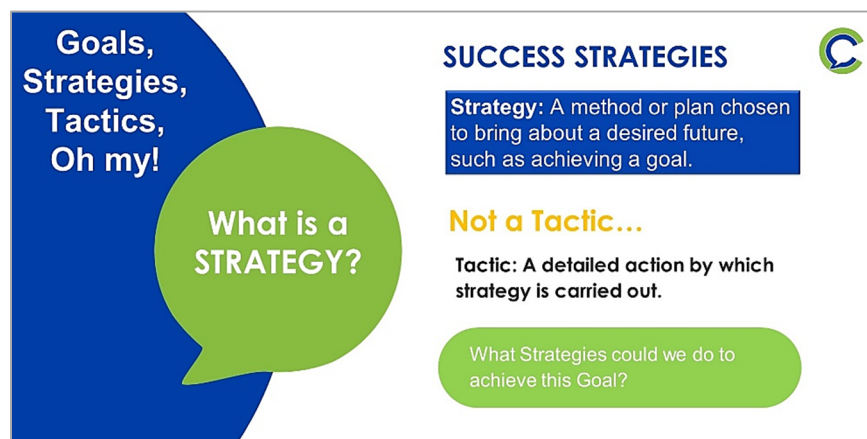 Goals,
Strategies,
Tactics,
Oh my!
What is a
STRATEGY?
SUCCESS STRATEGIES
Strategy: A method or plan chosen
to bring about a desired future,
such as achieving a goal.
Not a Tactic...
Tactic: A detailed action by which
strategy is carried out.
What Strategies could we do to
achieve this Goal?